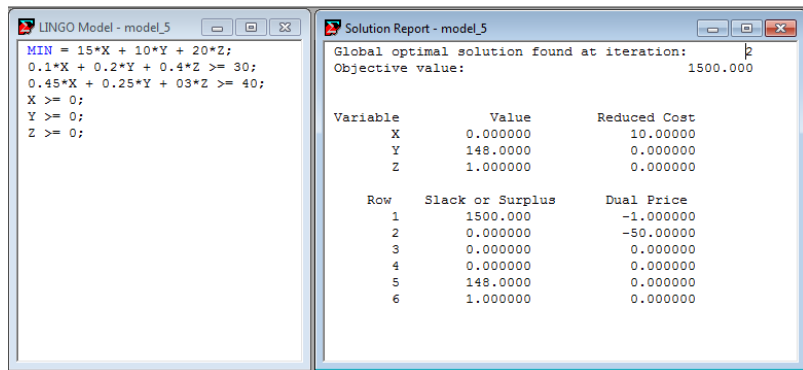 LINGO Model - model_5
MIN = 15*X + 10*Y + 20*Z;
0.1*X + 0.2*Y + 0.4*Z >= 30;
0.45*X + 0.25*Y + 03*Z >= 40;
X >= 0;
Y >= 0;
Z >= 0;
Solution Report - model_5
Global optimal solution found at iteration: 2
Objective value: 1500.000
Variable Value Reduced Cost
X 0.000000 10.00000
Y 148.0000 0.000000
Z 1.000000 0.000000
Row Slack or Surplus Dual Price
1 1500.000 -1.000000
2 0.000000 -50.00000
3 0.000000 0.000000
4 0.000000 0.000000
5 148.0000 0.000000
6 1.000000 0.000000